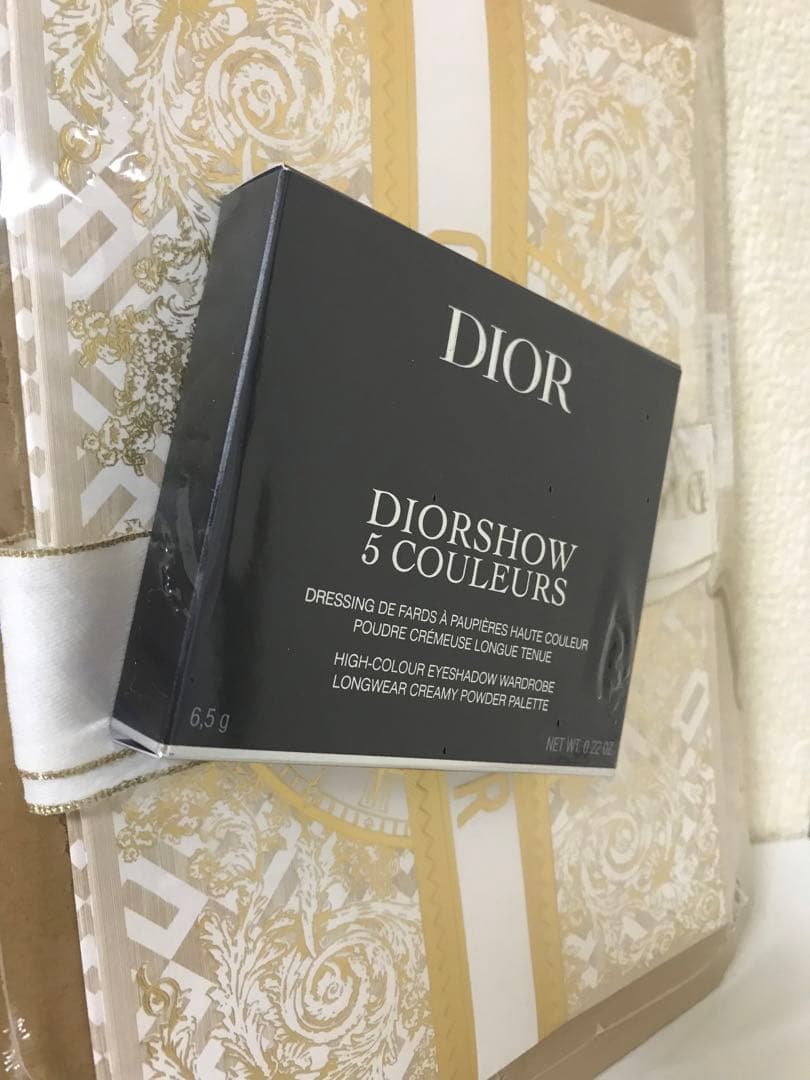 DIOR
DIORSHOW
5 COULEURS
DRESSING DE FARDS À PAUPIÈRES HAUTE COULEUR
POUDRE CRÉMEUSE LONGUE TENUE
HIGH-COLOUR EYESHADOW WARDROBE
LONGWEAR CREAMY POWDER PALETTE
6,5 g
NET WT. 0.22 OZ.